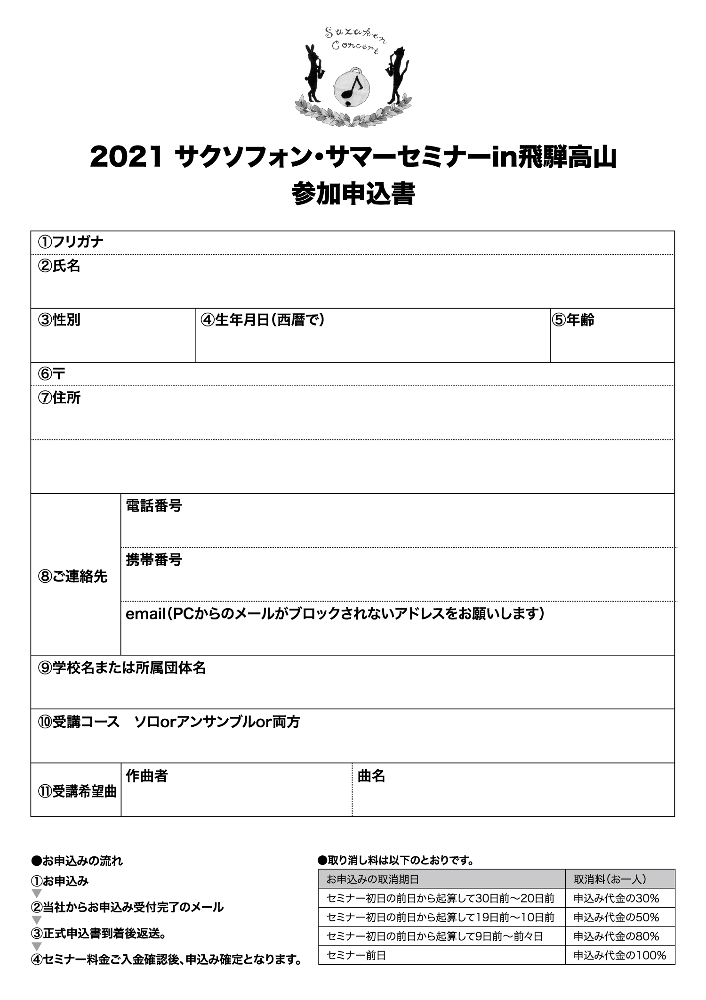 Suzuken
Concert
2021 サクソフォン・サマーセミナーin飛騨高山
参加申込書
①フリガナ
②氏名
③性別
④生年月日(西暦で)
⑤年齢
⑥〒
⑦住所
⑧ご連絡先
電話番号
携帯番号
email(PCからのメールがブロックされないアドレスをお願いします)
⑨学校名または所属団体名
⑩受講コース　ソロorアンサンブルor両方
⑪受講希望曲
作曲者
曲名
●お申込みの流れ
①お申込み
▼
②当社からお申込み受付完了のメール
▼
③正式申込書到着後返送。
▼
④セミナー料金ご入金確認後、申込み確定となります。
●取り消し料は以下のとおりです。
お申込みの取消期日 取消料(お一人)
セミナー初日の前日から起算して30日前〜20日前 申込み代金の30%
セミナー初日の前日から起算して19日前〜10日前 申込み代金の50%
セミナー初日の前日から起算して9日前〜前々日 申込み代金の80%
セミナー前日 申込み代金の100%